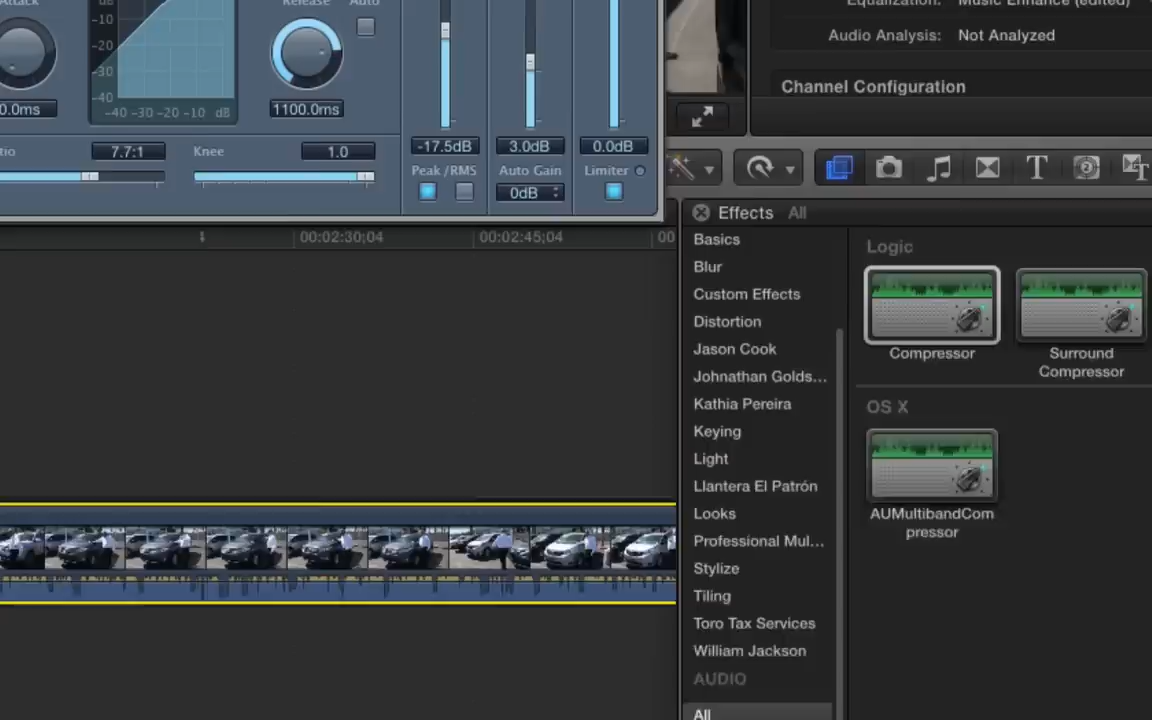 Attack
dB
Release
Auto
Equalization: Music Enhance (edited)
-10
Audio Analysis: Not Analyzed
-20
-30
Channel Configuration
-40
0.0ms
-40 -30 -20 -10 dB
1100.0ms
tio
7.7:1
Knee
1.0
-17.5dB
3.0dB
0.0dB
Peak/RMS
Auto Gain
Limiter
0dB
T
T
Effects All
00:02:30;04
00:02:45;04
00
Basics
Blur
Custom Effects
Distortion
Jason Cook
Johnathan Golds...
Kathia Pereira
Keying
Light
Llantera El Patrón
Looks
Professional Mul...
Stylize
Tiling
Toro Tax Services
William Jackson
AUDIO
All
Logic
Compressor
Surround
Compressor
OS X
AUMultibandCom
pressor